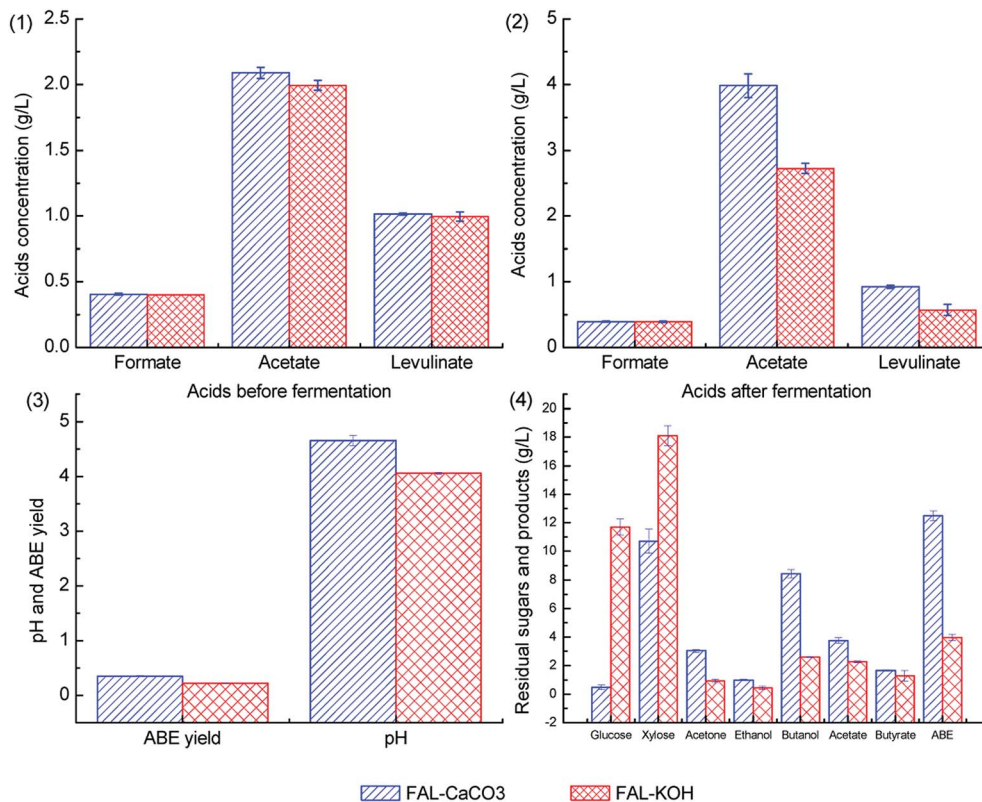 (1)
2.5
2.0
1.5
1.0
0.5
0.0
Acids concentration (g/L)
Formate
Acetate
Levulinate
Acids before fermentation
(2)
5
4
3
2
1
0
Acids concentration (g/L)
Formate
Acetate
Levulinate
Acids after fermentation
(3)
5
4
3
2
1
0
pH and ABE yield
ABE yield
pH
(4)
20
18
16
14
12
10
8
6
4
2
0
-2
Residual sugars and products (g/L)
Glucose
Xylose
Acetone
Ethanol
Butanol
Acetate
Butyrate
ABE
FAL-CaCO3
FAL-KOH